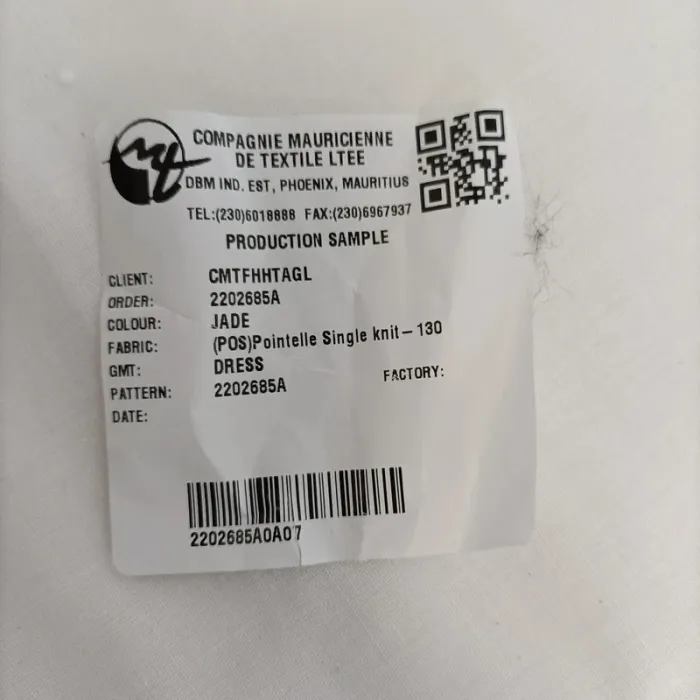 COMPAGNIE MAURICIENNE
DE TEXTILE LTEE
DBM IND. EST, PHOENIX, MAURITIUS
TEL:(230)6018888 FAX:(230)6967937
PRODUCTION SAMPLE
CLIENT: CMTFHHTAGL
ORDER: 2202685A
COLOUR: JADE
FABRIC: (POS)Pointelle Single knit-130
GMT: DRESS
PATTERN: 2202685A FACTORY:
DATE:
2202685A0A07